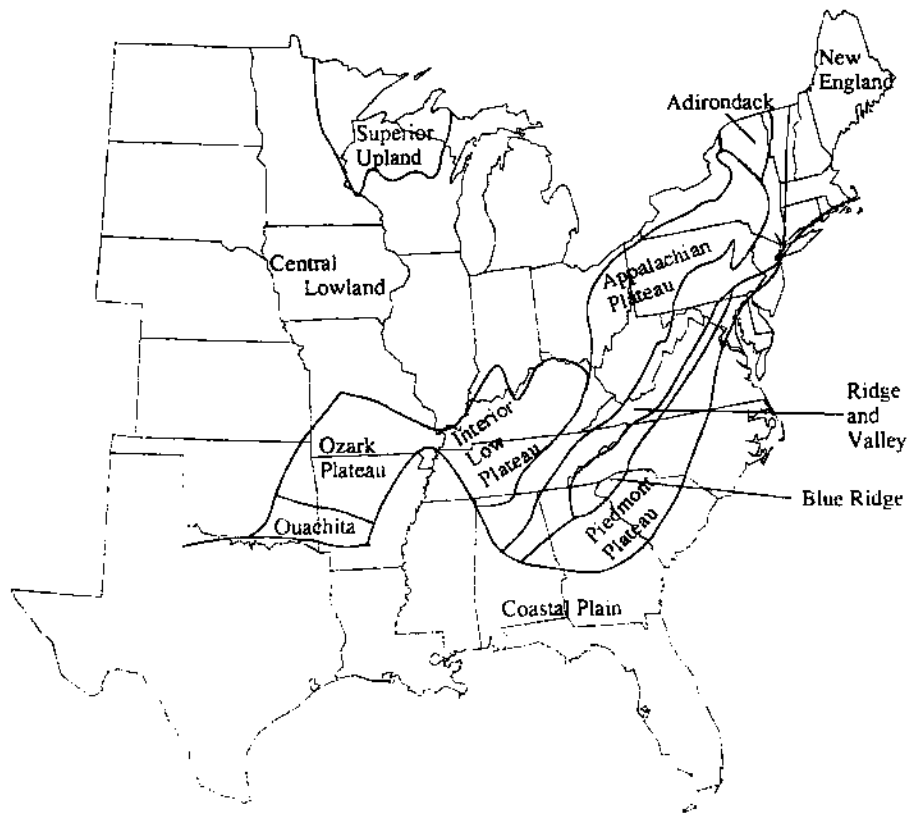 New
England
Adirondack
Superior
Upland
Appalachian
Plateau
Central
Lowland
Ridge
and
Valley
Interior
Low
Plateau
Ozark
Plateau
Blue Ridge
Piedmont
Plateau
Ouachita
Coastal Plain